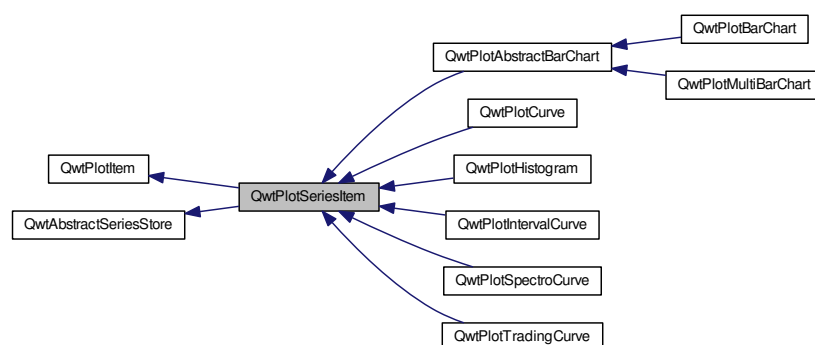 QwtPlotBarChart
QwtPlotAbstractBarChart
QwtPlotMultiBarChart
QwtPlotCurve
QwtPlotItem
QwtPlotHistogram
QwtPlotSeriesItem
QwtAbstractSeriesStore
QwtPlotIntervalCurve
QwtPlotSpectroCurve
QwtPlotTradingCurve